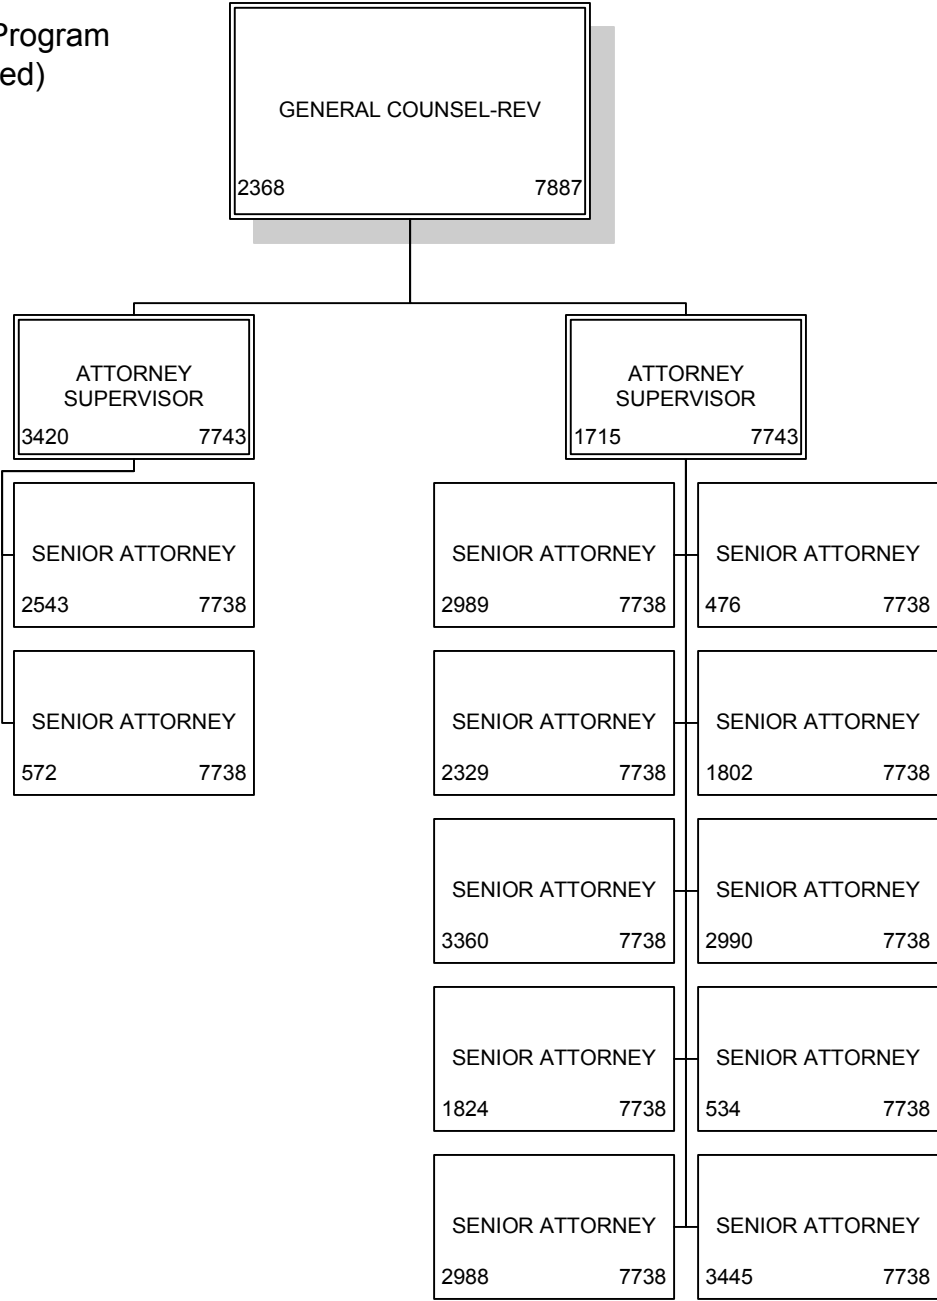 Program
ed)
GENERAL COUNSEL-REV
2368 7887
ATTORNEY
SUPERVISOR
3420 7743
ATTORNEY
SUPERVISOR
1715 7743
SENIOR ATTORNEY
2543 7738
SENIOR ATTORNEY
572 7738
SENIOR ATTORNEY
2989 7738
SENIOR ATTORNEY
476 7738
SENIOR ATTORNEY
2329 7738
SENIOR ATTORNEY
1802 7738
SENIOR ATTORNEY
3360 7738
SENIOR ATTORNEY
2990 7738
SENIOR ATTORNEY
1824 7738
SENIOR ATTORNEY
534 7738
SENIOR ATTORNEY
2988 7738
SENIOR ATTORNEY
3445 7738